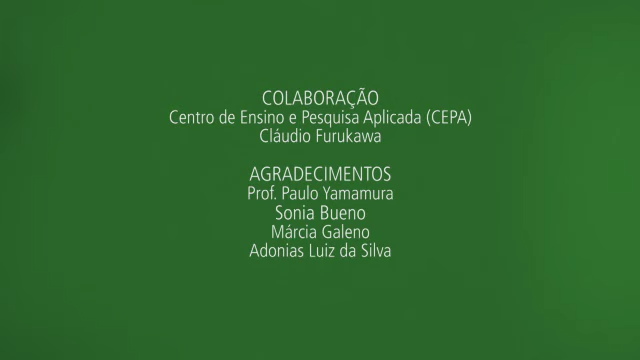 COLABORAÇÃO
Centro de Ensino e Pesquisa Aplicada (CEPA)
Cláudio Furukawa
AGRADECIMENTOS
Prof. Paulo Yamamura
Sonia Bueno
Márcia Galeno
Adonias Luiz da Silva